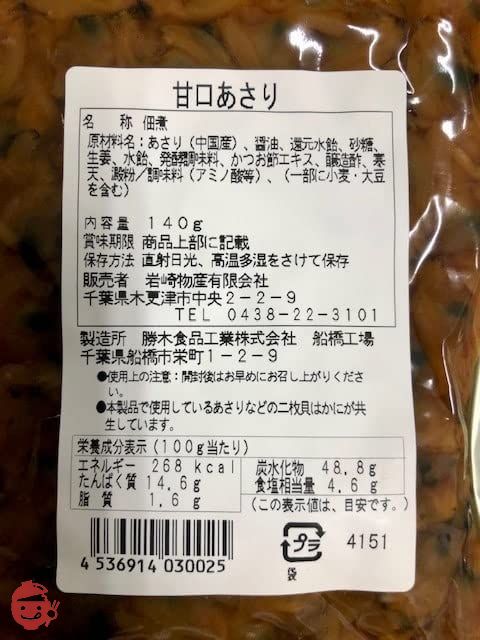 甘口あさり
名　　称　佃煮
原材料名：あさり（中国産）、醤油、還元水飴、砂糖、
生姜、水飴、発酵調味料、かつお節エキス、醸造酢、寒
天、澱粉／調味料（アミノ酸等）、（一部に小麦・大豆
を含む）
内容量　140g
賞味期限　商品上部に記載
保存方法　直射日光、高温多湿をさけて保存
販売者　岩崎物産有限会社
千葉県木更津市中央2－2－9
TEL　0438－22－3101
製造所　勝木食品工業株式会社　船橋工場
千葉県船橋市栄町1－2－9
●使用上の注意：開封後はお早めにお召し上がりくださ
い。
●本製品で使用しているあさりなどの二枚貝はかにが共
生しています。
栄養成分表示（100g当たり）
エネルギー　268 kcal　炭水化物　48.8g
たんぱく質　14.6g　食塩相当量　4.6g
脂　質　1.6g　（この表示値は、目安です。）
4 536914 030025
プラ
袋
4151